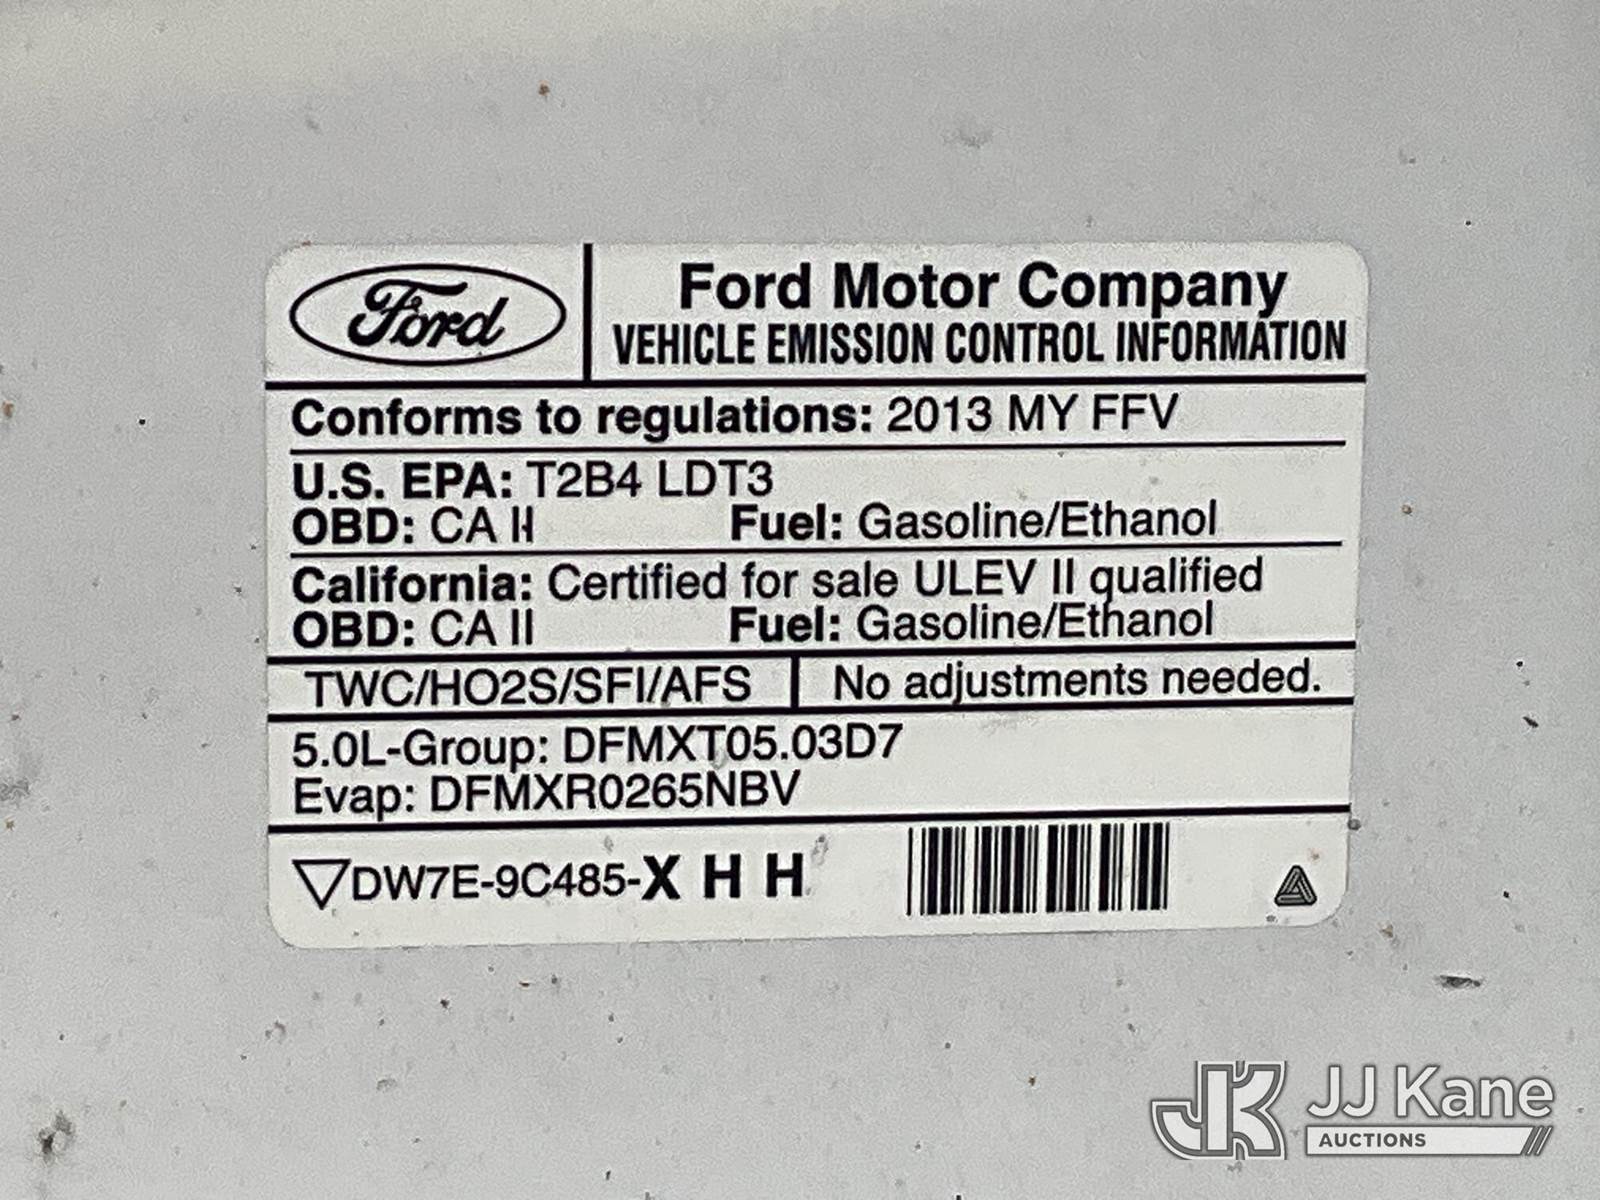 Ford
Ford Motor Company
VEHICLE EMISSION CONTROL INFORMATION
Conforms to regulations: 2013 MY FFV
U.S. EPA: T2B4 LDT3
OBD: CA II Fuel: Gasoline/Ethanol
California: Certified for sale ULEV II qualified
OBD: CA II Fuel: Gasoline/Ethanol
TWC/HO2S/SFI/AFS No adjustments needed.
5.0L-Group: DFMXT05.03D7
Evap: DFMXR0265NBV
DW7E-9C485-X H H
JK JJ Kane
AUCTIONS